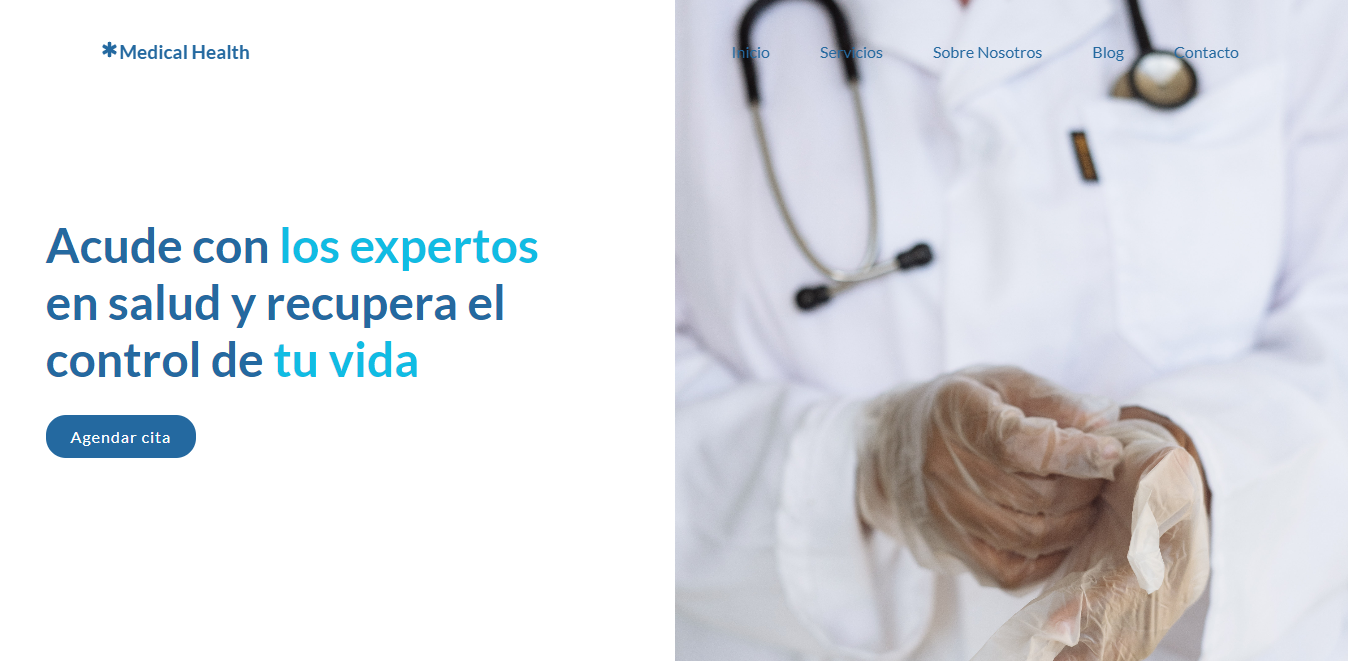 Medical Health
Inicio Servicios Sobre Nosotros Blog Contacto
Acude con los expertos
en salud y recupera el
control de tu vida
Agendar cita